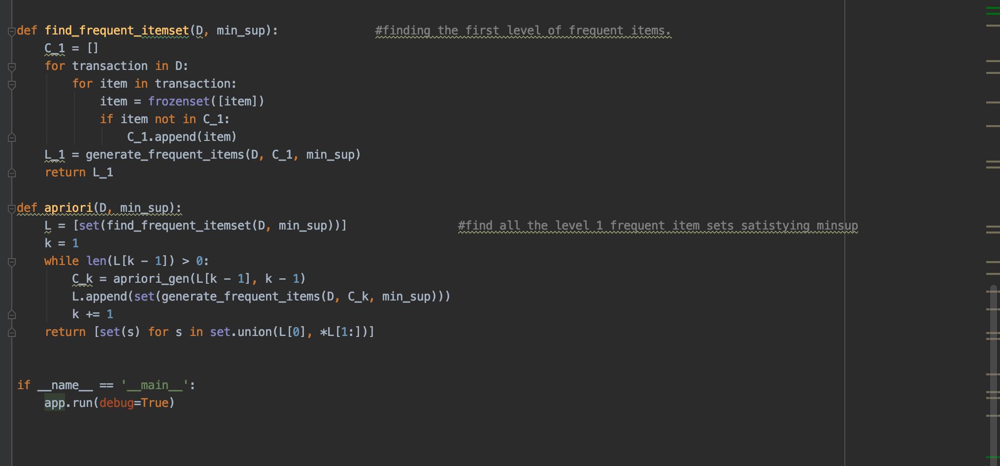 def find_frequent_itemset(D, min_sup):              #finding the first level of frequent items.
    C_1 = []
    for transaction in D:
        for item in transaction:
            item = frozenset([item])
            if item not in C_1:
                C_1.append(item)
    L_1 = generate_frequent_items(D, C_1, min_sup)
    return L_1

def apriori(D, min_sup):
    L = [set(find_frequent_itemset(D, min_sup))]                #find all the level 1 frequent item sets satistying minsup
    k = 1
    while len(L[k - 1]) > 0:
        C_k = apriori_gen(L[k - 1], k - 1)
        L.append(set(generate_frequent_items(D, C_k, min_sup)))
        k += 1
    return [set(s) for s in set.union(L[0], *L[1:])]


if __name__ == '__main__':
    app.run(debug=True)